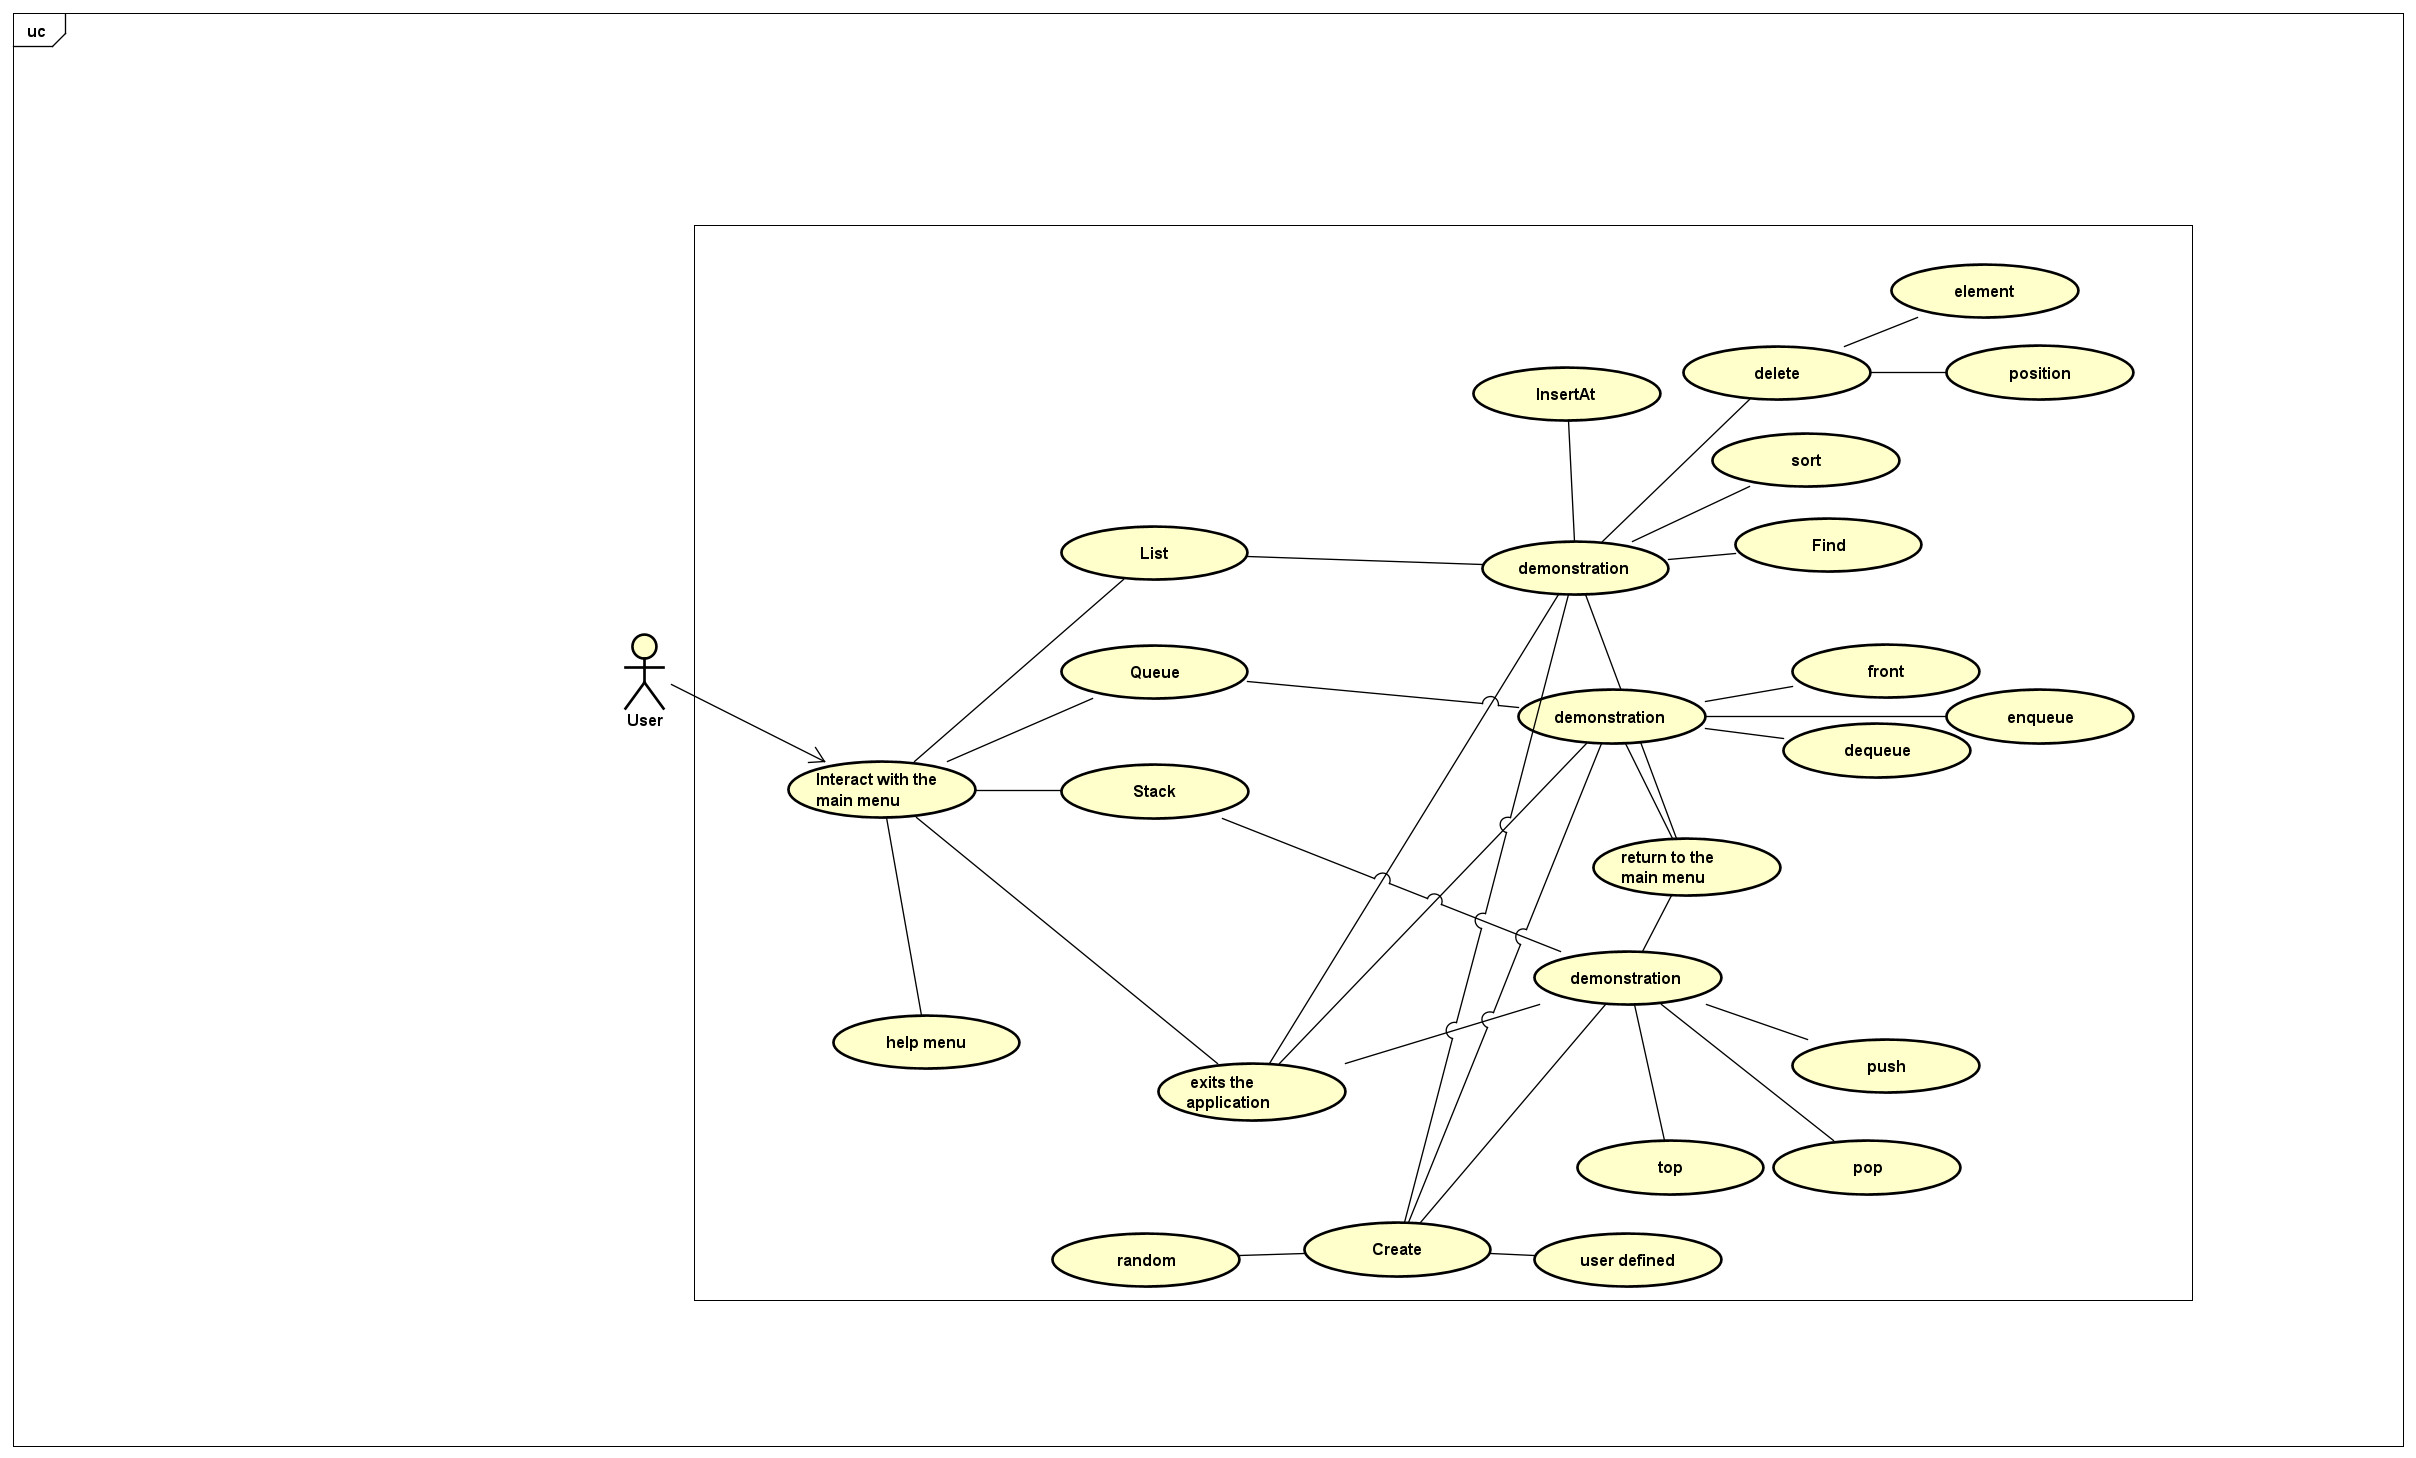 uc
element
delete
position
InsertAt
sort
Find
List
demonstration
Queue
front
demonstration
enqueue
dequeue
User
Interact with the
main menu
Stack
return to the
main menu
demonstration
help menu
push
exits the
application
top
pop
Create
random
user defined